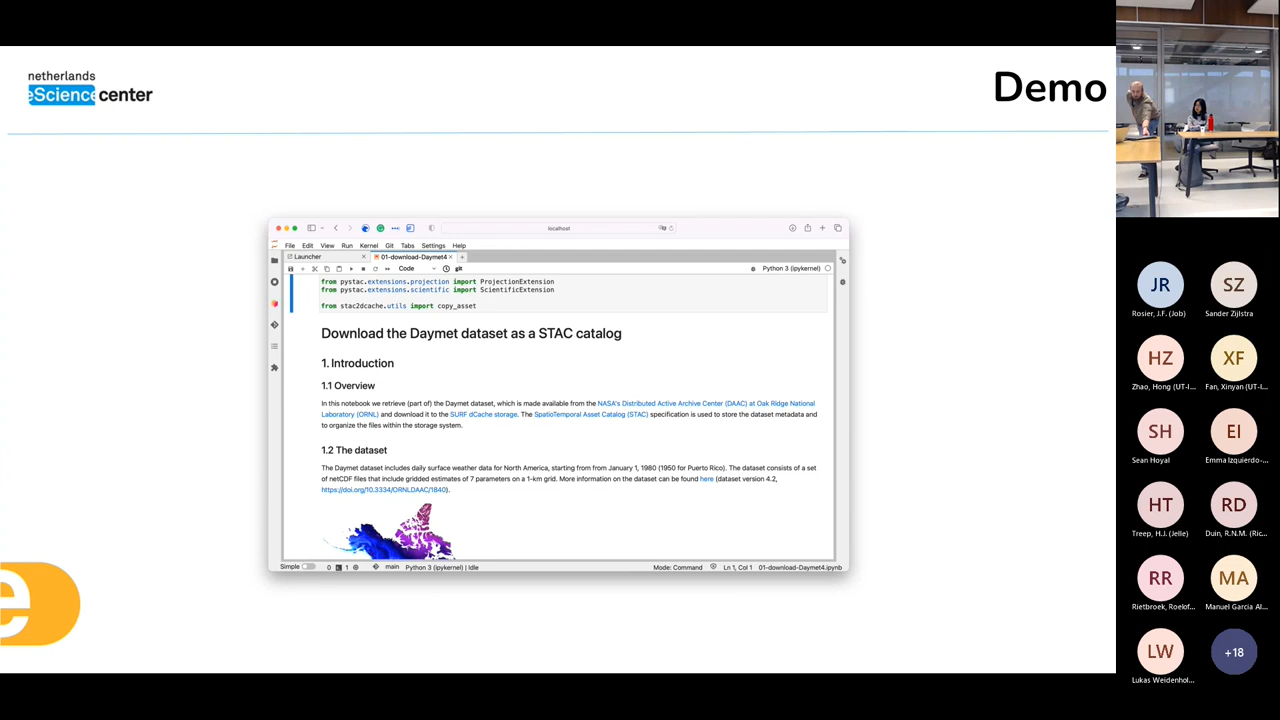 netherlands
eScience center
Demo
localhost
File Edit View Run Kernel Git Tabs Settings Help
Launcher
01-download-Daymet4
Code
git
Python 3 (ipykernel)
from pystac.extensions.projection import ProjectionExtension
from pystac.extensions.scientific import ScientificExtension
from stac2dcache.utils import copy_asset
Download the Daymet dataset as a STAC catalog
1. Introduction
1.1 Overview
In this notebook we retrieve (part of) the Daymet dataset, which is made available from the NASA's Distributed Active Archive Center (DAAC) at Oak Ridge National
Laboratory (ORNL) and download it to the SURF dCache storage. The SpatioTemporal Asset Catalog (STAC) specification is used to store the dataset metadata and
to organize the files within the storage system.
1.2 The dataset
The Daymet dataset includes daily surface weather data for North America, starting from from January 1, 1980 (1950 for Puerto Rico). The dataset consists of a set
of netCDF files that include gridded estimates of 7 parameters on a 1-km grid. More information on the dataset can be found here (dataset version 4.2,
https://doi.org/10.3334/ORNLDAAC/1840).
Simple 0 1 main Python 3 (ipykernel) | Idle Mode: Command Ln 1, Col 1 01-download-Daymet4.ipynb
e
JR
Rosier, J.F. (Job)
SZ
Sander Zijlstra
HZ
Zhao, Hong (UT-I...
XF
Fan, Xinyan (UT-I...
SH
Sean Hoyal
EI
Emma Izquierdo-...
HT
Treep, H.J. (Jelle)
RD
Duin, R.N.M. (Ric...
RR
Rietbroek, Roelof...
MA
Manuel Garcia Al...
LW
Lukas Weidenhol...
+18